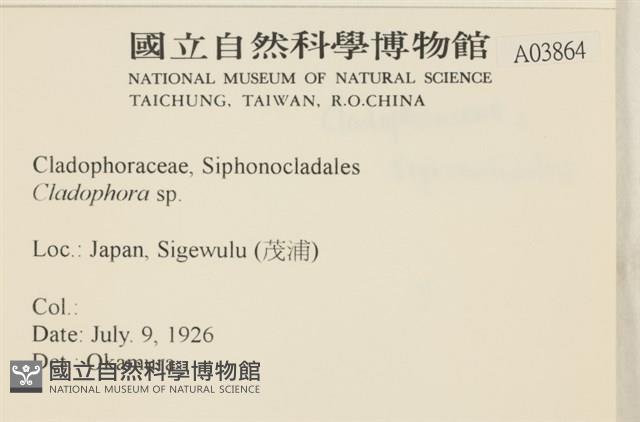 國立自然科學博物館
A03864
NATIONAL MUSEUM OF NATURAL SCIENCE
TAICHUNG, TAIWAN, R.O.CHINA
Cladophoraceae, Siphonocladales
Cladophora sp.
Loc.: Japan, Sigewulu (茂浦)
Col.:
Date: July. 9, 1926
Det.: Okamura
國立自然科學博物館
NATIONAL MUSEUM OF NATURAL SCIENCE